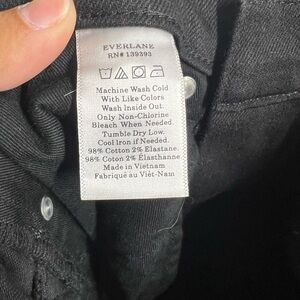 EVERLANE
RN# 139393
Machine Wash Cold
With Like Colors
Wash Inside Out.
Only Non-Chlorine
Bleach When Needed
Tumble Dry Low.
Cool Iron if Needed.
98% Cotton 2% Elastane.
98% Coton 2% Élasthanne
Made in Vietnam
Fabriqué au Viêt-Nam